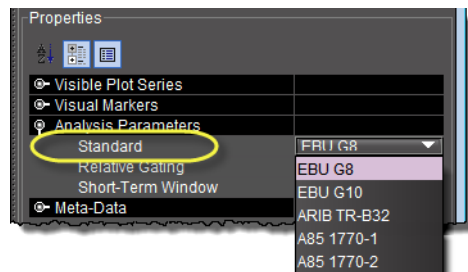 Properties
Visible Plot Series
Visual Markers
Analysis Parameters
Standard EBU G8
Relative Gating EBU G8
Short-Term Window EBU G10
Meta-Data ARIB TR-B32
A85 1770-1
A85 1770-2